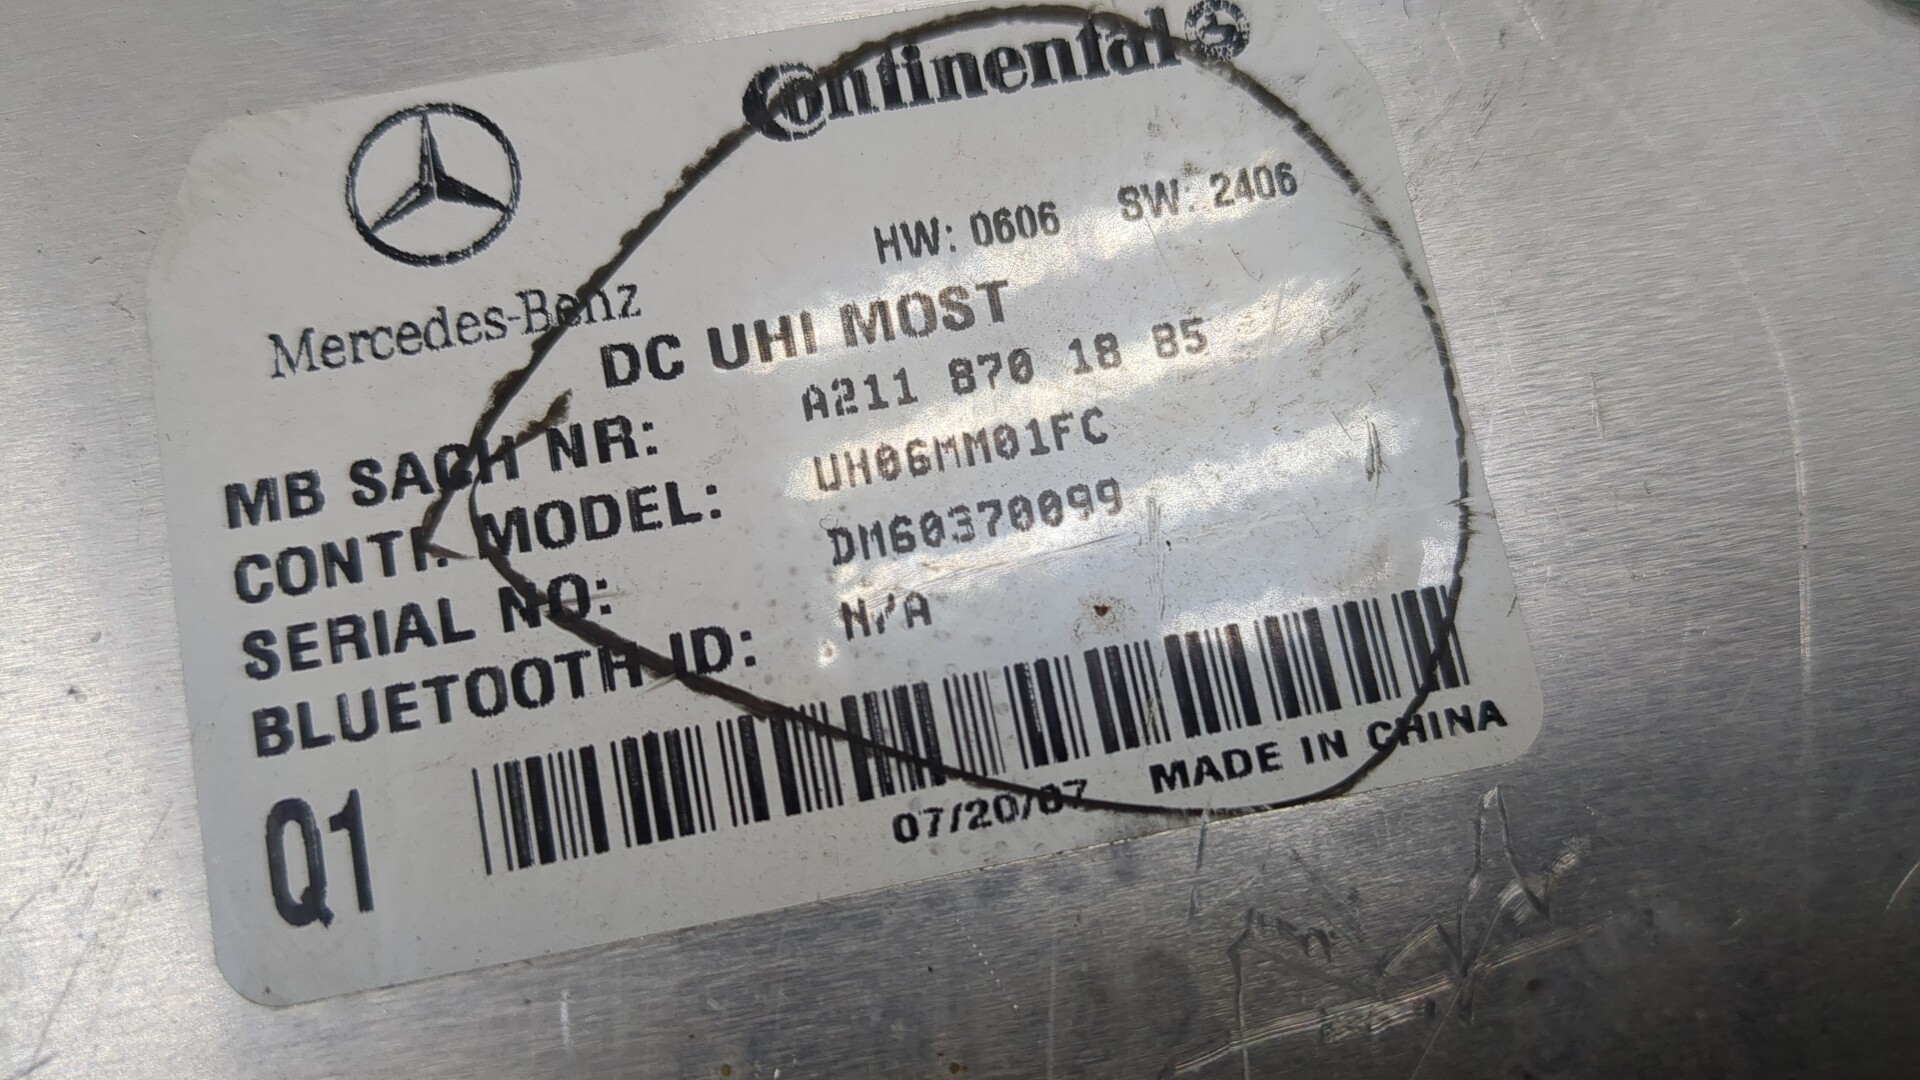 Continental
Mercedes-Benz
HW: 0606 SW: 2406
DC UHI MOST
MB SACH NR: A211 870 18 85
CONTI. MODEL: UH06MM01FC
SERIAL NO: DM60370099
BLUETOOTH ID: N/A
Q1
07/20/07 MADE IN CHINA